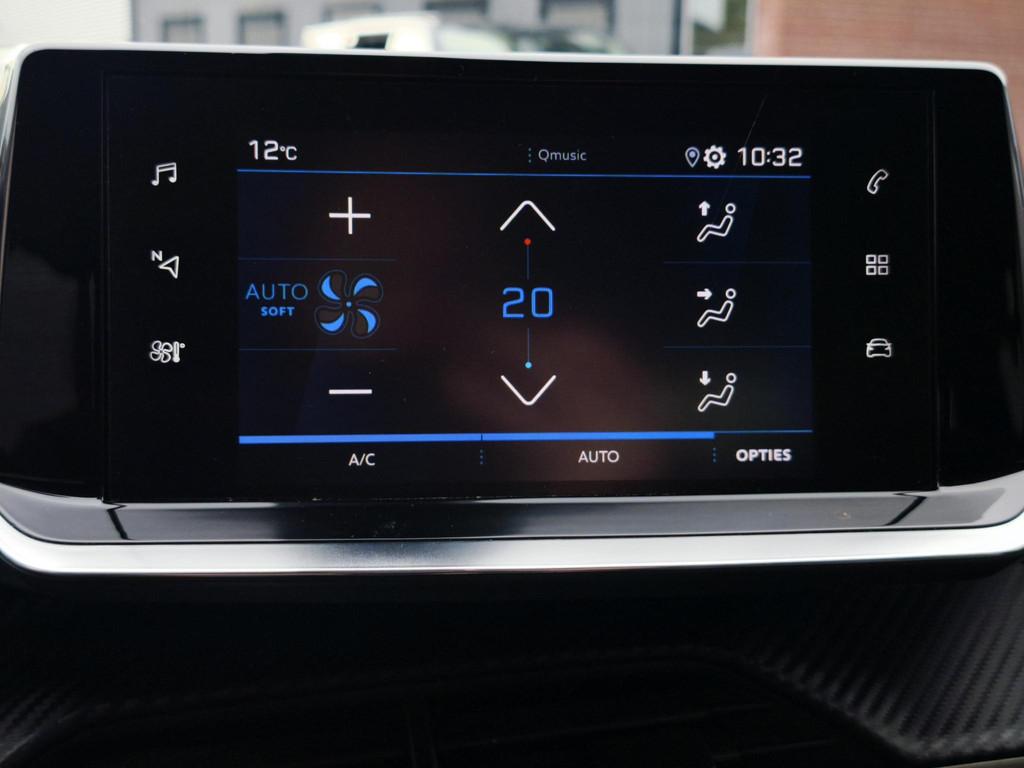 12°C Qmusic 10:32
N
AUTO
SOFT
20
A/C AUTO OPTIES